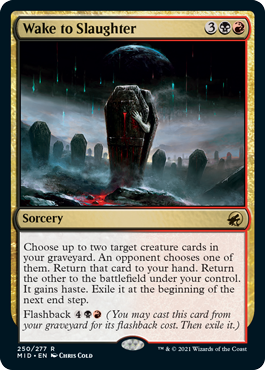 Wake to Slaughter 3
Sorcery
Choose up to two target creature cards in
your graveyard. An opponent chooses one
of them. Return that card to your hand. Return
the other to the battlefield under your control.
It gains haste. Exile it at the beginning of the
next end step.
Flashback 4 (You may cast this card from
your graveyard for its flashback cost. Then exile it.)
250/277 R
MID • EN Chris Cold
™ & © 2021 Wizards of the Coast